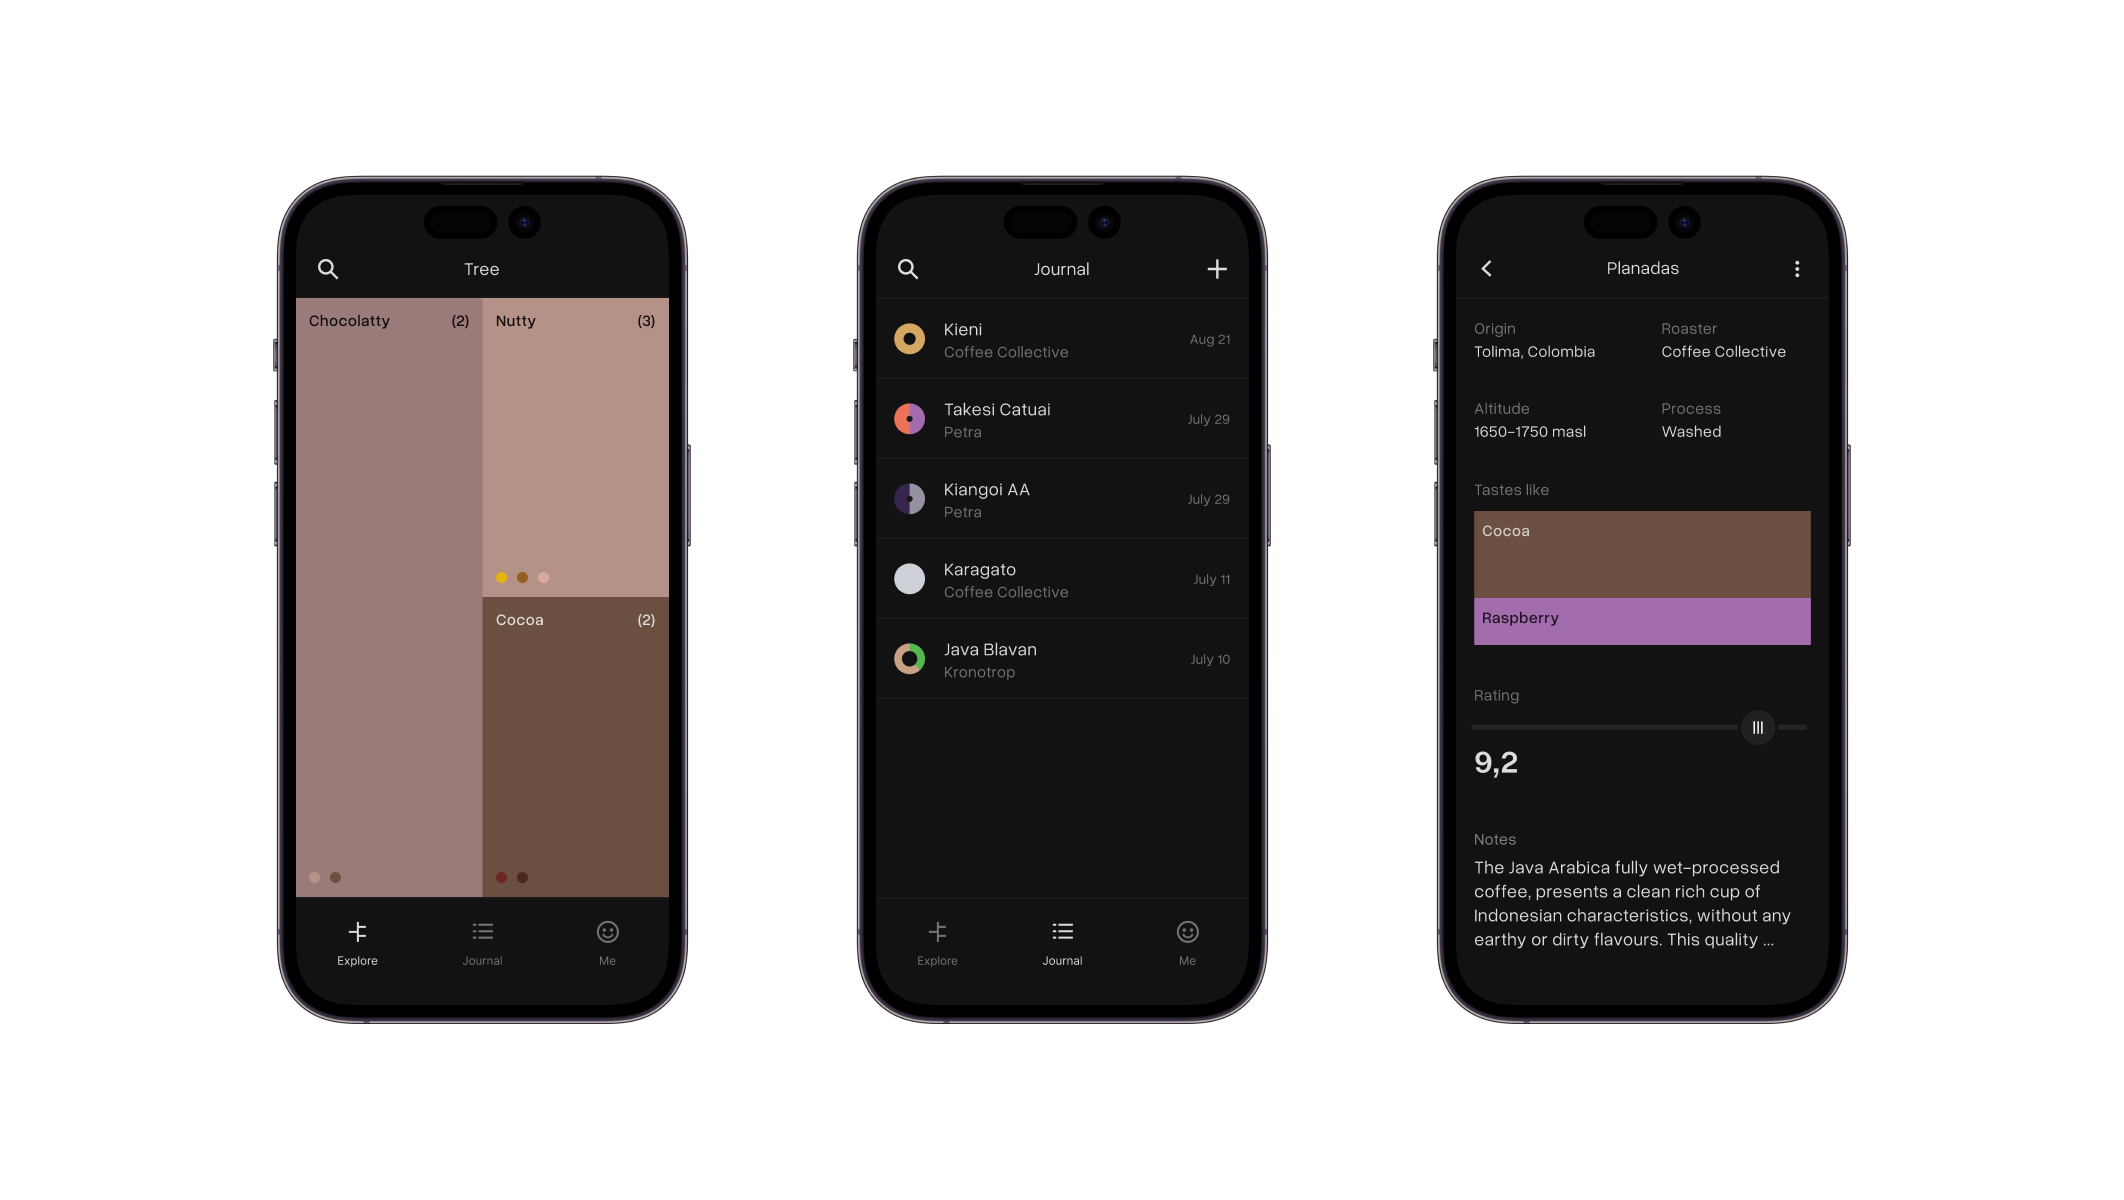 Tree
Chocolatty (2)
Nutty (3)
Cocoa (2)
Explore
Journal
Me
Journal
Kieni
Coffee Collective
Aug 21
Takesi Catuai
Petra
July 29
Kiangoi AA
Petra
July 29
Karagato
Coffee Collective
July 11
Java Blavan
Kronotrop
July 10
Explore
Journal
Me
Planadas
Origin
Tolima, Colombia
Roaster
Coffee Collective
Altitude
1650-1750 masl
Process
Washed
Tastes like
Cocoa
Raspberry
Rating
9,2
Notes
The Java Arabica fully wet-processed
coffee, presents a clean rich cup of
Indonesian characteristics, without any
earthy or dirty flavours. This quality ...